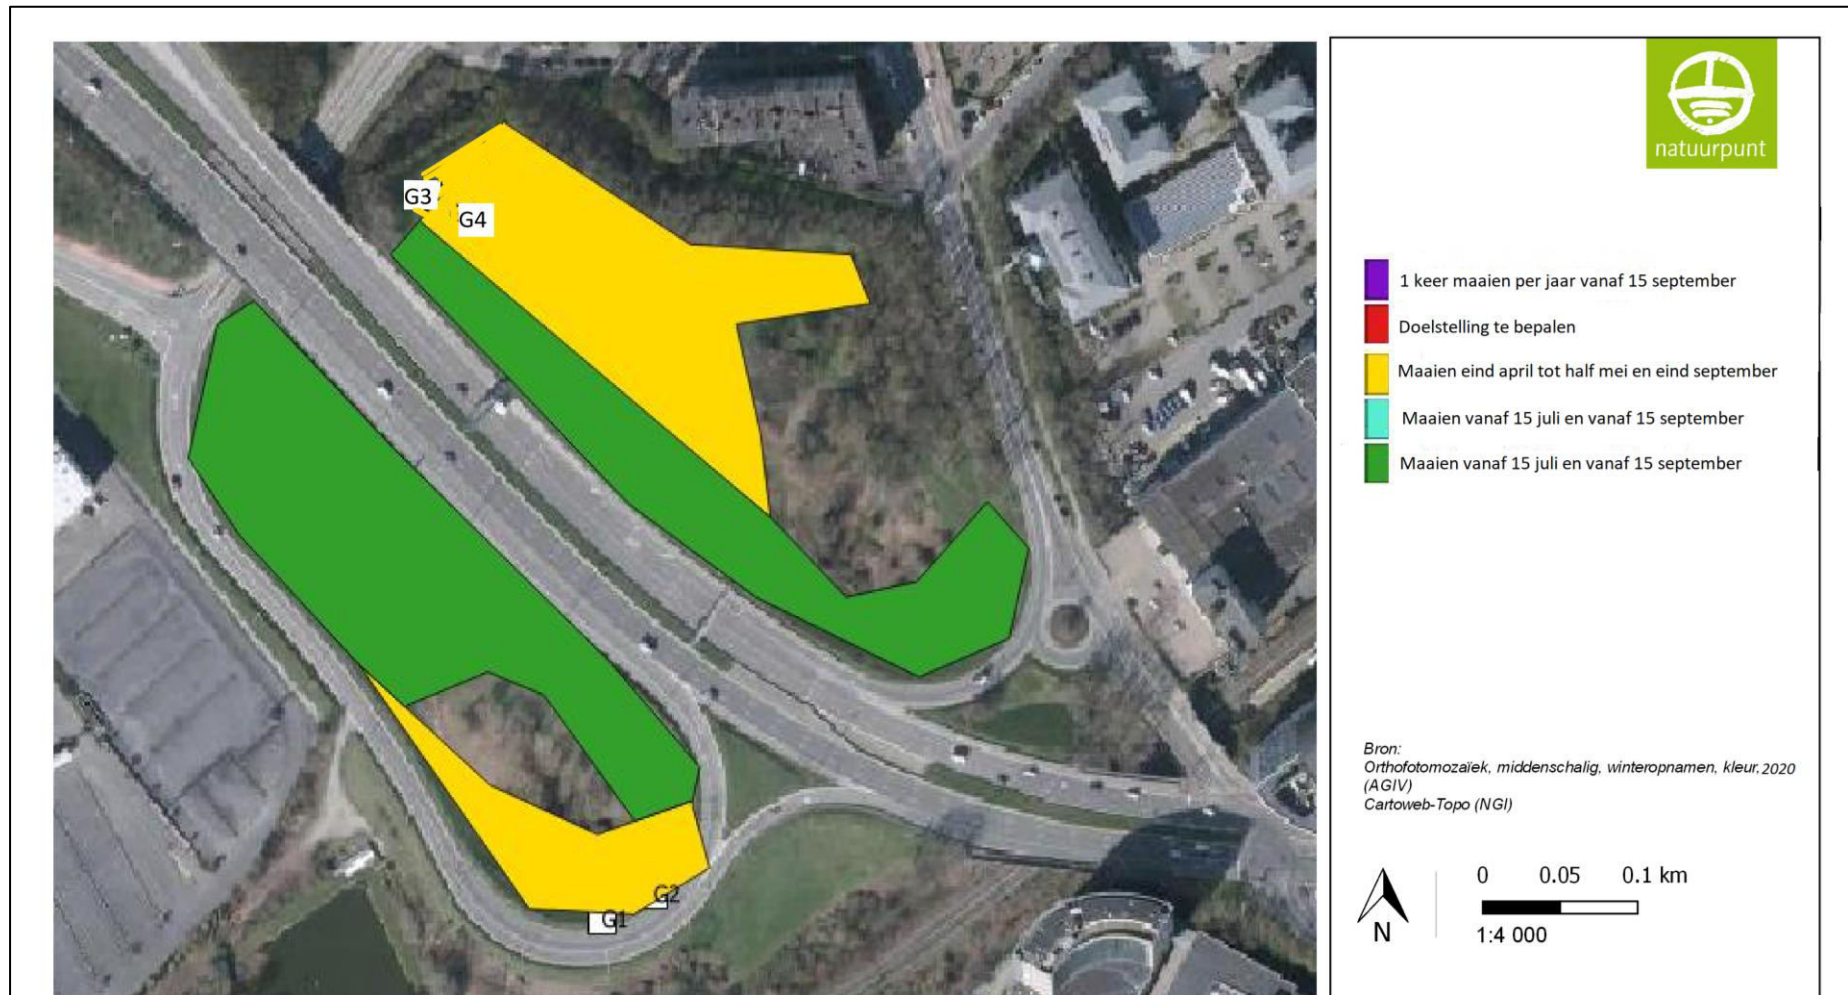 natuurpunt
G3
G4
G2
G1
1 keer maaien per jaar vanaf 15 september
Doelstelling te bepalen
Maaien eind april tot half mei en eind september
Maaien vanaf 15 juli en vanaf 15 september
Maaien vanaf 15 juli en vanaf 15 september
Bron:
Orthofotomozaïek, middenschalig, winteropnamen, kleur, 2020
(AGIV)
Cartoweb-Topo (NGI)
N
0 0.05 0.1 km
1:4 000